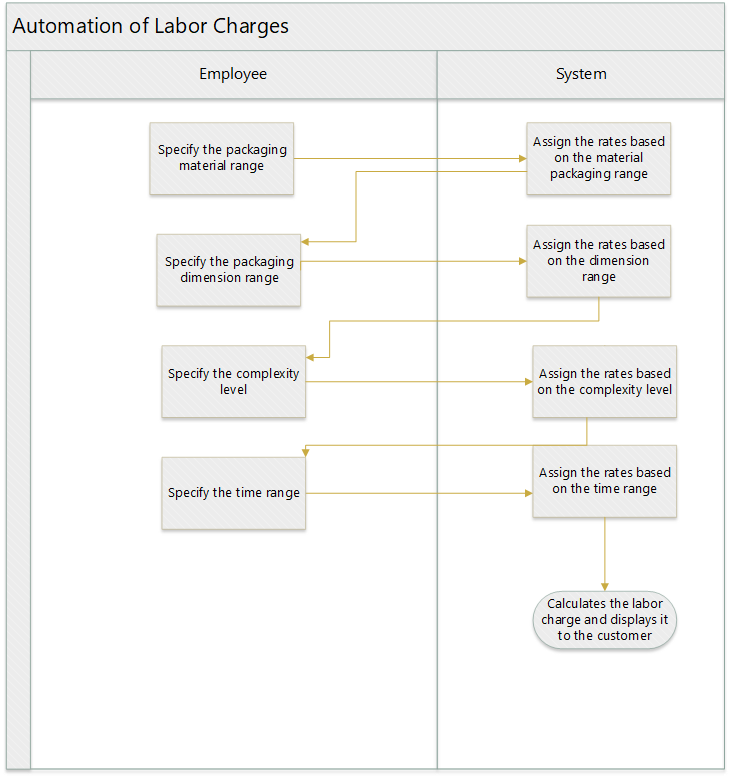 Automation of Labor Charges
Employee
System
Specify the packaging
material range
Assign the rates based
on the material
packaging range
Specify the packaging
dimension range
Assign the rates based
on the dimension
range
Specify the complexity
level
Assign the rates based
on the complexity level
Specify the time range
Assign the rates based
on the time range
Calculates the labor
charge and displays it
to the customer